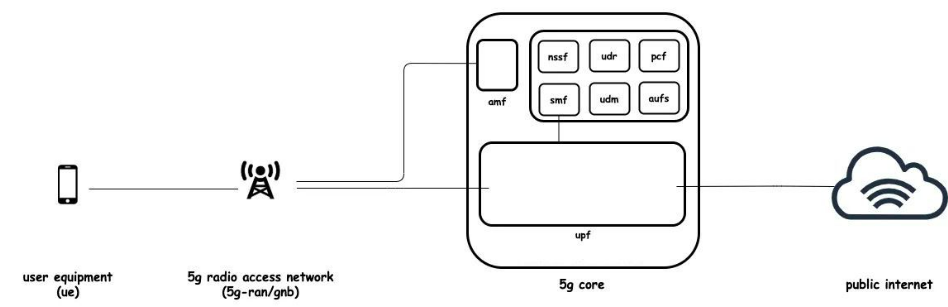 nssf udr pcf
amf
smf udm aufs
upf
user equipment
(ue)
5g radio access network
(5g-ran/gnb)
5g core
public internet